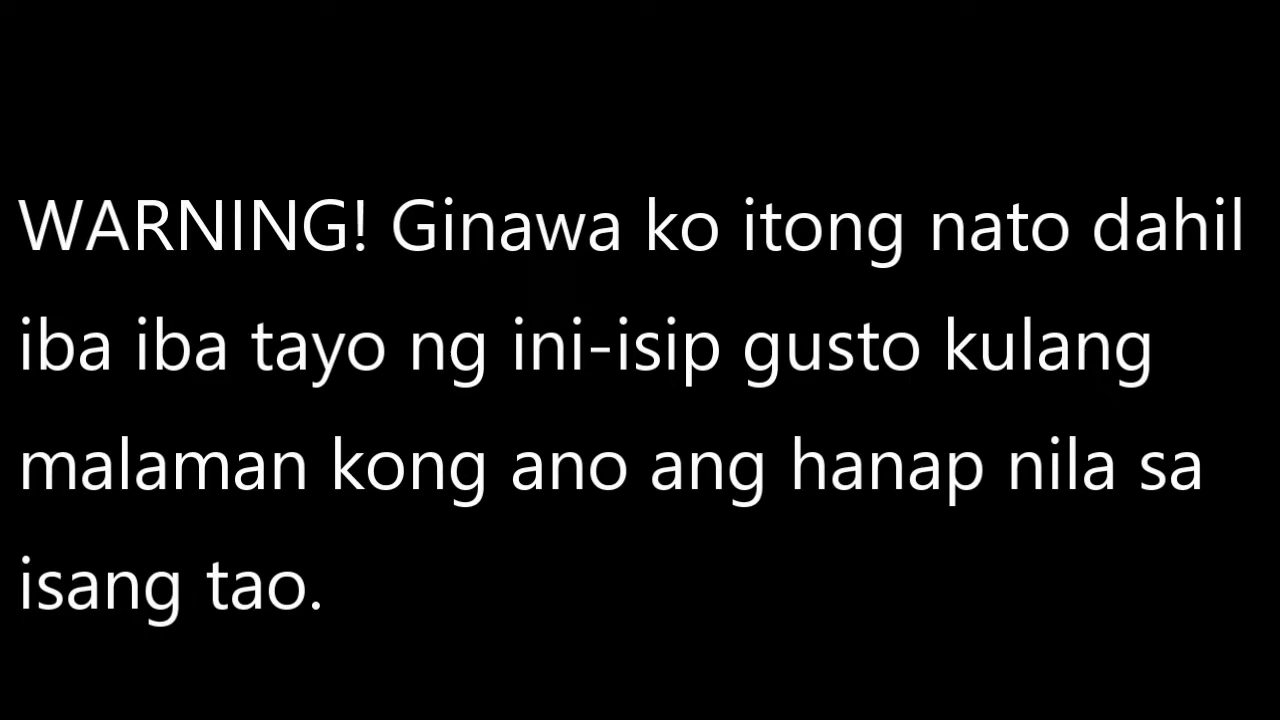 WARNING! Ginawa ko itong nato dahil
iba iba tayo ng ini-isip gusto kulang
malaman kong ano ang hanap nila sa
isang tao.